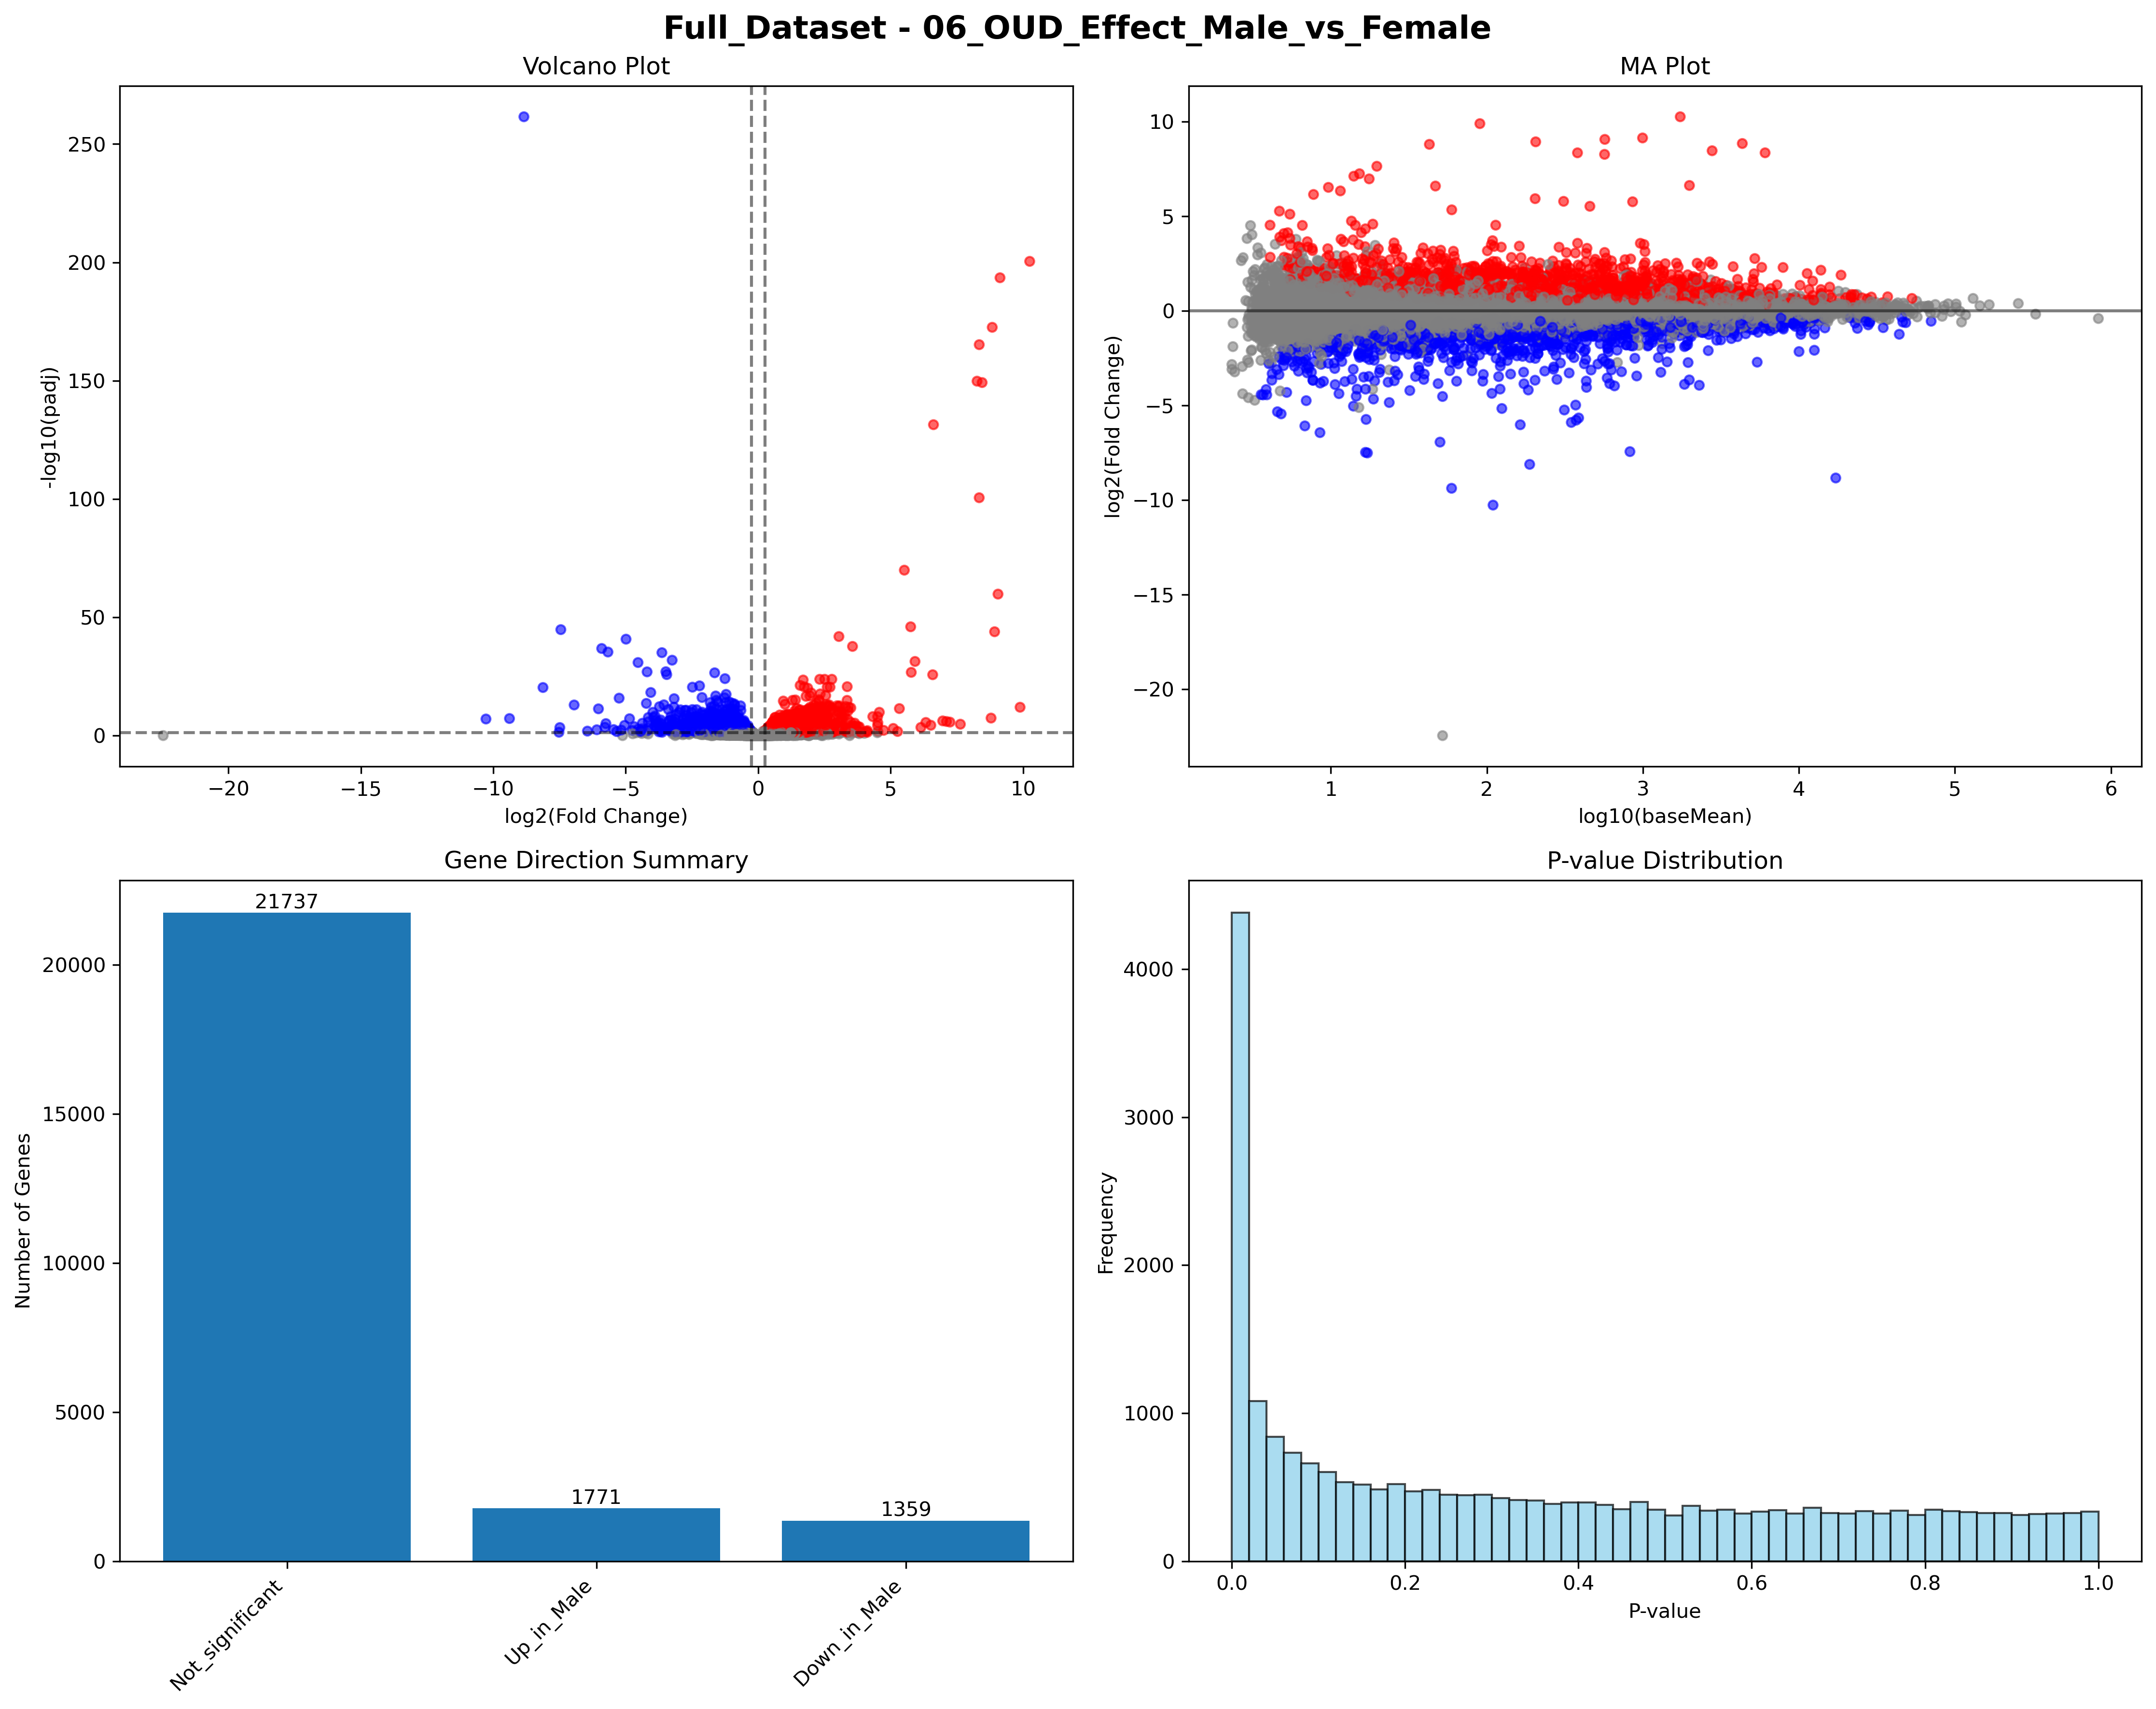 Full_Dataset - 06_OUD_Effect_Male_vs_Female
Volcano Plot
-log10(padj)
250
200
150
100
50
0
−20 −15 −10 −5 0 5 10
log2(Fold Change)
MA Plot
log2(Fold Change)
10
5
0
−5
−10
−15
−20
1 2 3 4 5 6
log10(baseMean)
Gene Direction Summary
Number of Genes
20000
15000
10000
5000
0
21737
1771
1359
Not_significant
Up_in_Male
Down_in_Male
P-value Distribution
Frequency
4000
3000
2000
1000
0
0.0 0.2 0.4 0.6 0.8 1.0
P-value